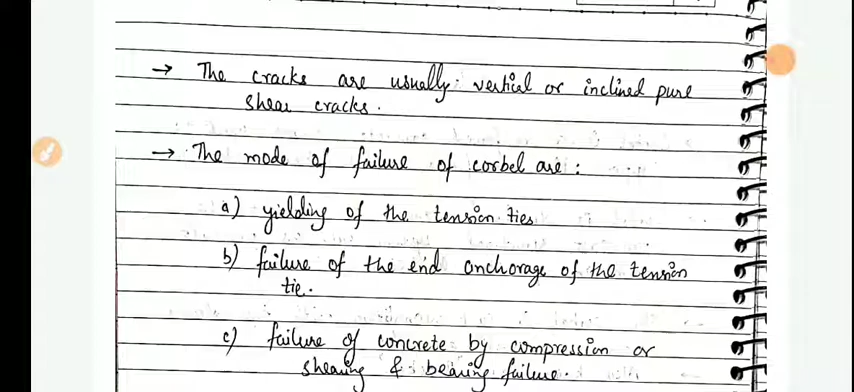 → The cracks are usually vertical or inclined pure
shear cracks.
→ The mode of failure of corbel are :
a) yielding of the tension ties
b) failure of the end anchorage of the tension
tie.
c) failure of concrete by compression or
shearing & bearing failure.